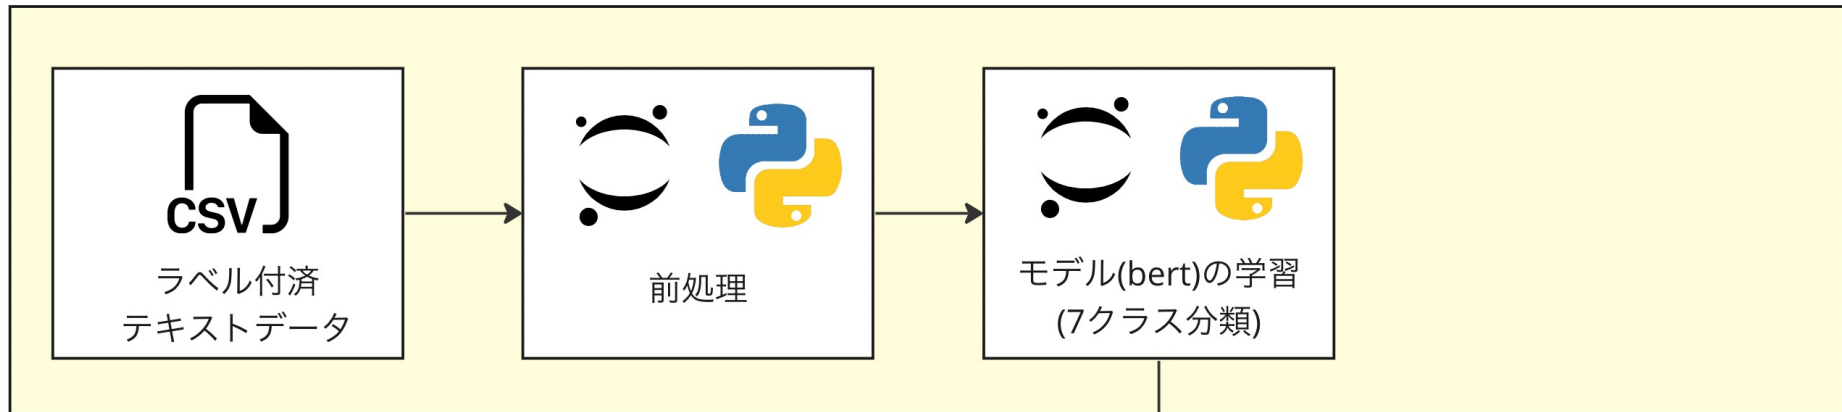 CSV
ラベル付済
テキストデータ
前処理
モデル(bert)の学習
(7クラス分類)